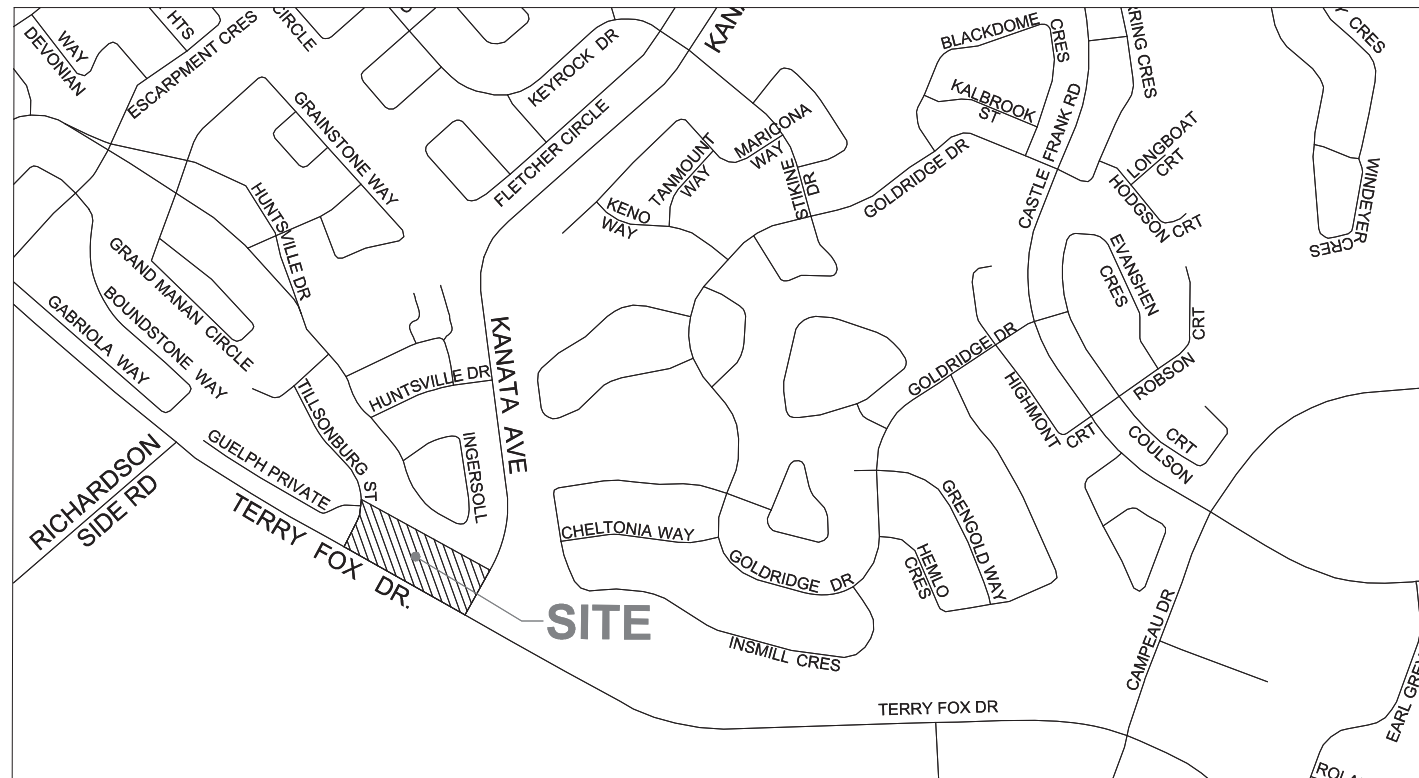 WAY
DEVONIAN
HTS
ESCARPMENT CRES
CIRCLE
KEYROCK DR
FLETCHER CIRCLE
GRAINSTONE WAY
BLACKDOME
CRES
KALBROOK
ST
CASTLE FRANK RD
CRES
Y CRES
LONGBOAT
CRT
HODGSON CRT
WINDEYER
CRES
MARICONA
WAY
TANMOUNT
WAY
STIKINE
DR
KENO
WAY
GOLDRIDGE DR
HUNTSVILLE DR
GRAND MANAN CIRCLE
BOUNDSTONE WAY
GABRIOLA WAY
EVANSHEN
CRES
ROBSON CRT
GOLDRIDGE DR
HIGHMONT
CRT
COULSON
CRT
KANATA AVE
HUNTSVILLE DR
TILLSONBURG ST
INGERSOLL
GUELPH PRIVATE
RICHARDSON
SIDE RD
TERRY FOX DR.
SITE
CHELTONIA WAY
GOLDRIDGE DR
HEMLO
CRES
GRENGOLD WAY
INSMILL CRES
CAMPEAU DR
TERRY FOX DR